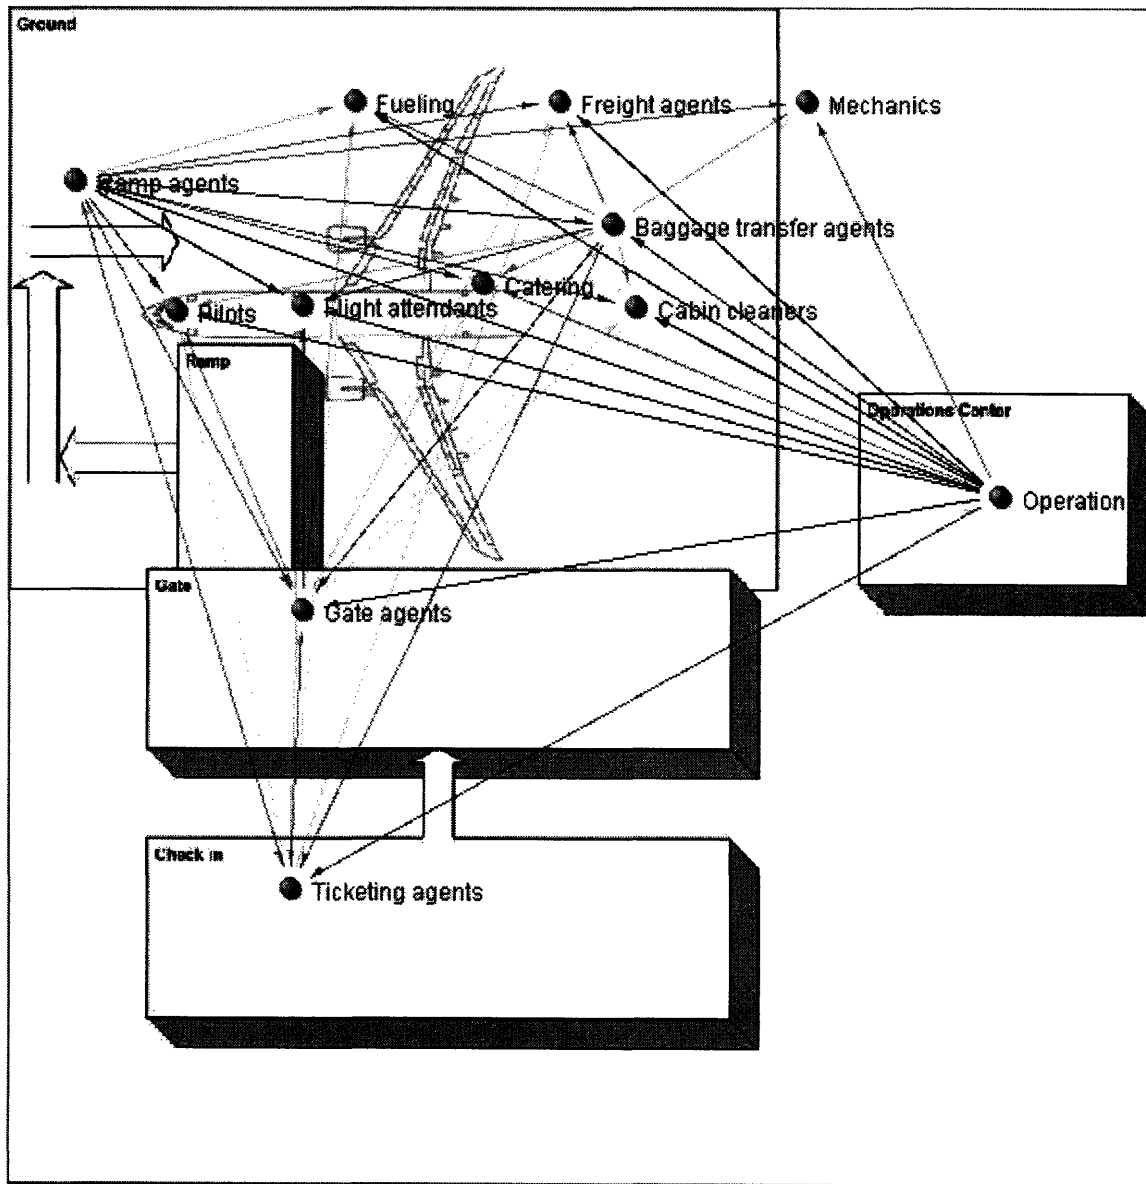 Ground
Fueling
Freight agents
Mechanics
Ramp agents
Baggage transfer agents
Catering
Pilots
Flight attendants
Cabin cleaners
Ramp
Operations Center
Operation
Gate
Gate agents
Check in
Ticketing agents